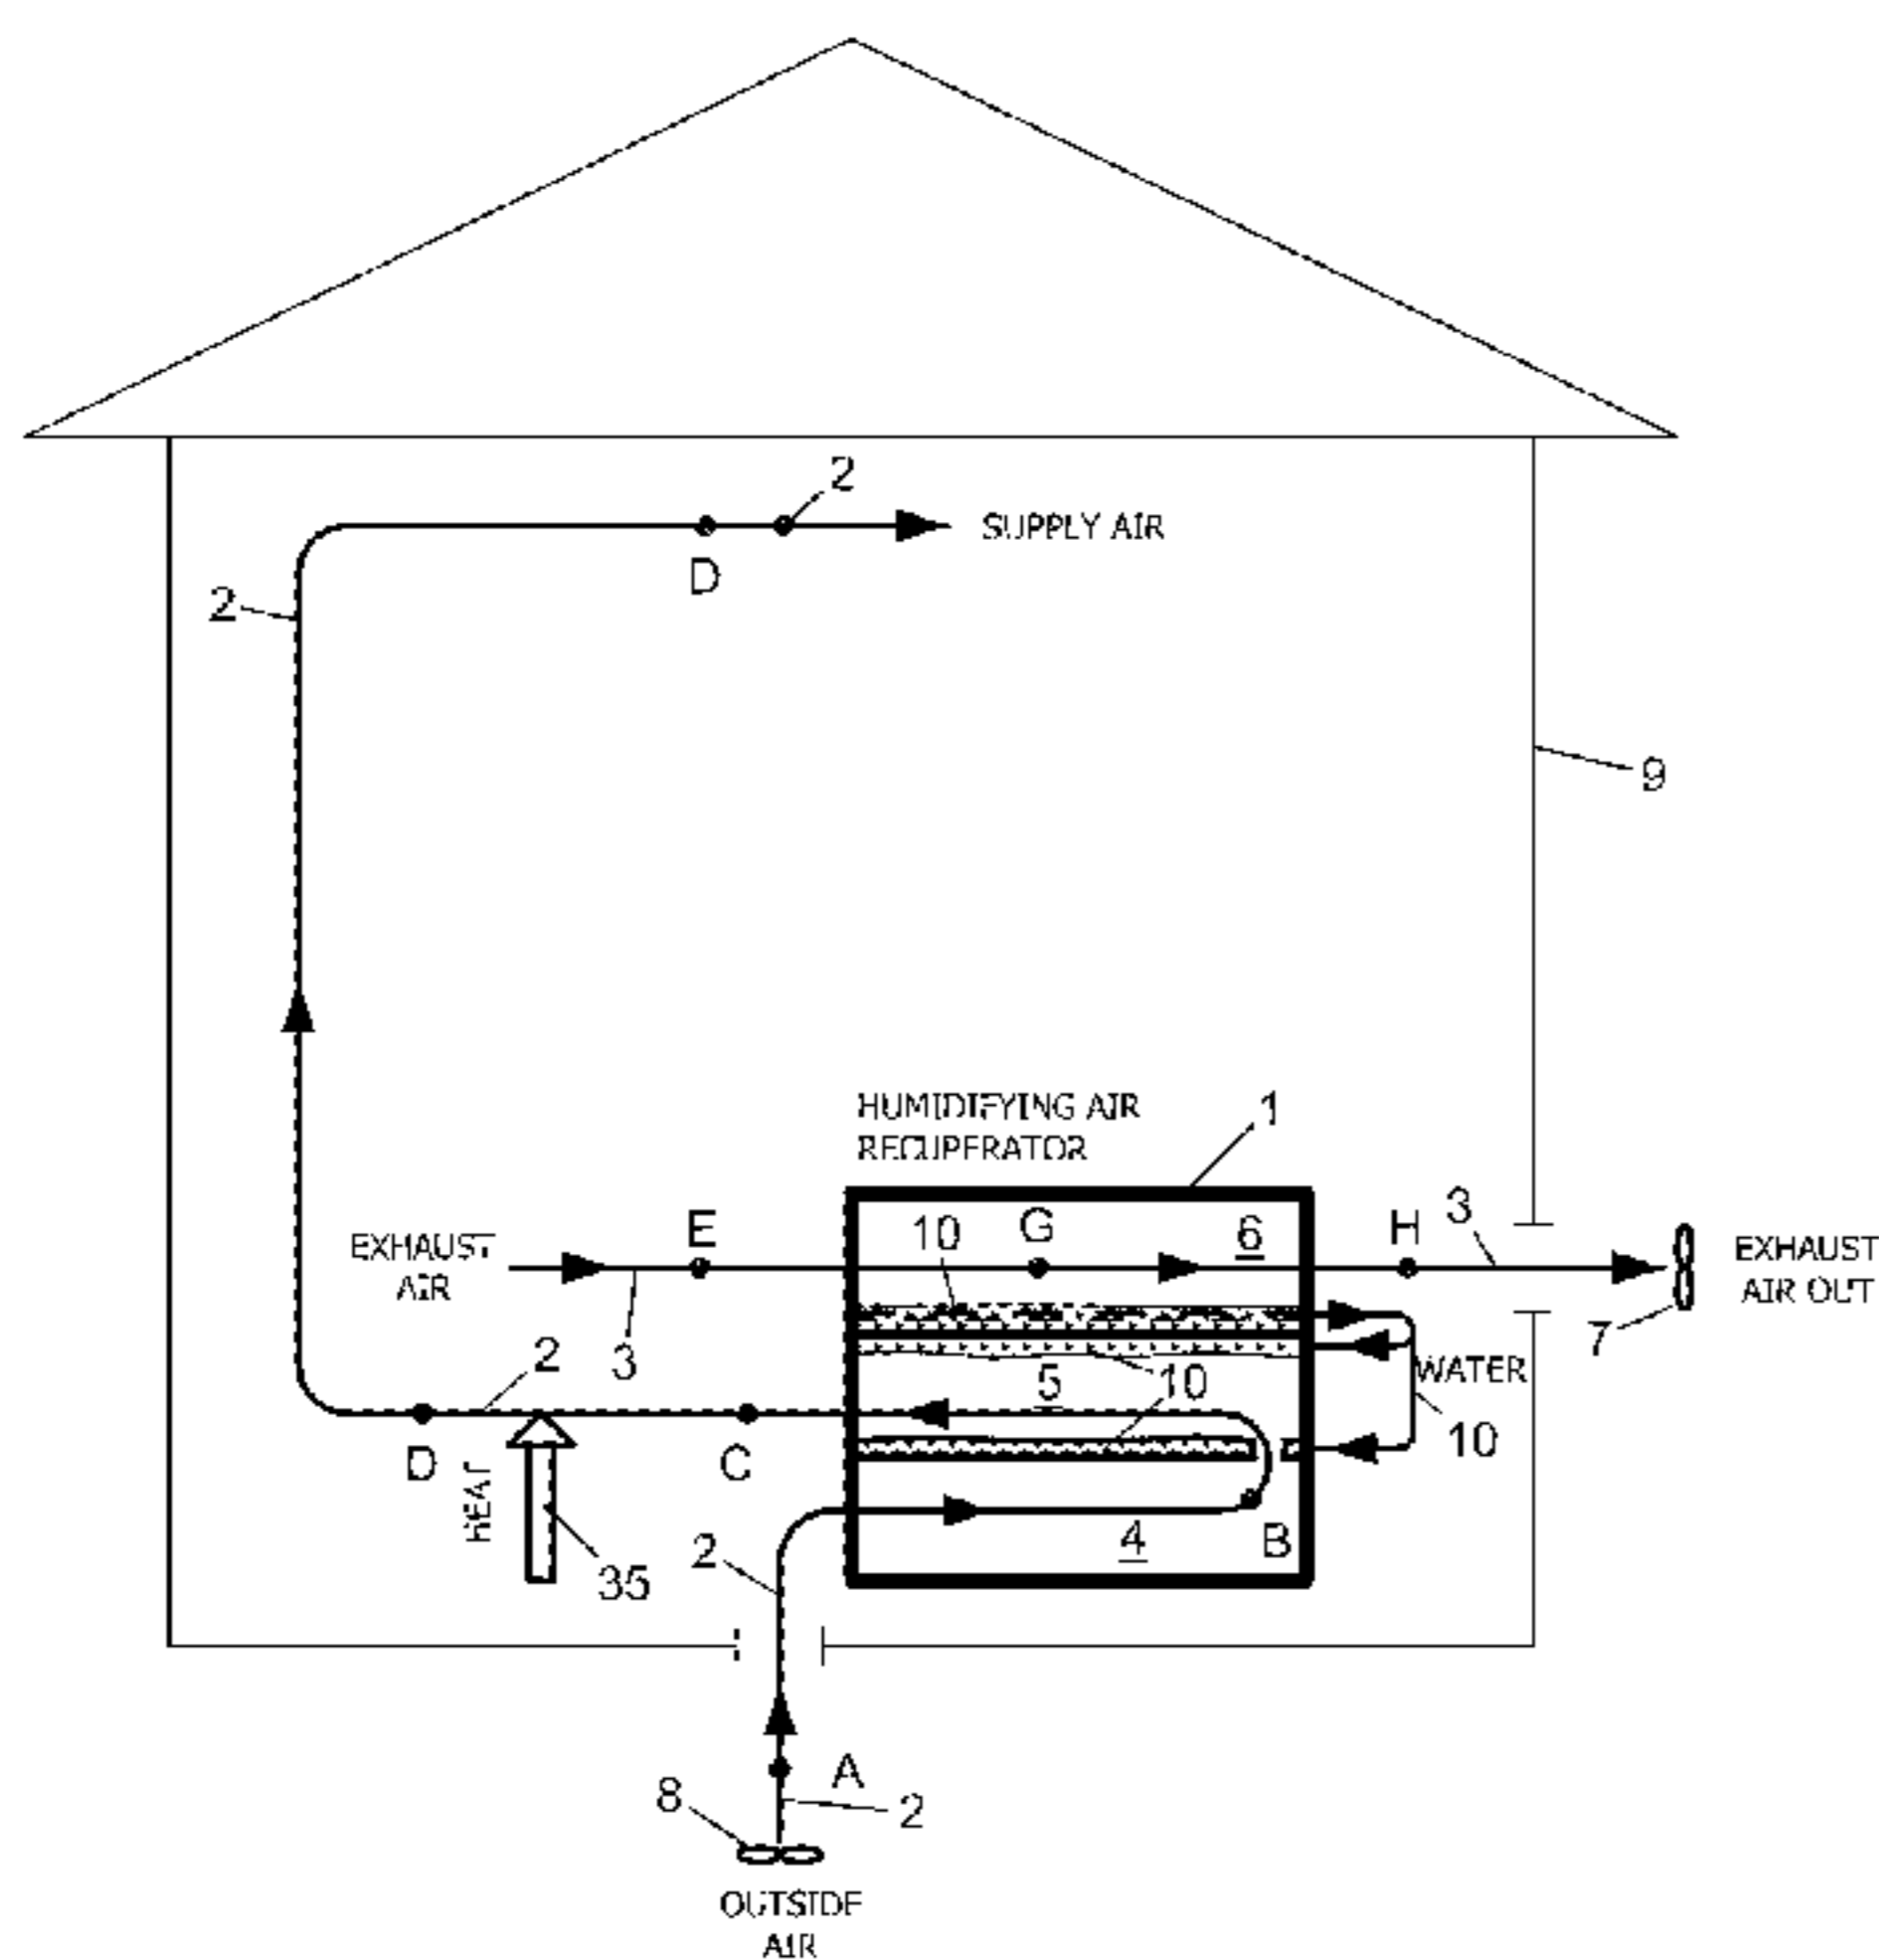 2
SUPPLY AIR
D
2
9
HUMIDIFYING AIR
RECUPERATOR
1
E
10
G
6
H
3
EXHAUST
AIR
EXHAUST
AIR OUT
3
7
2
5
10
WATER
10
D
C
HEAT
35
2
4
B
A
8
2
OUTSIDE
AIR